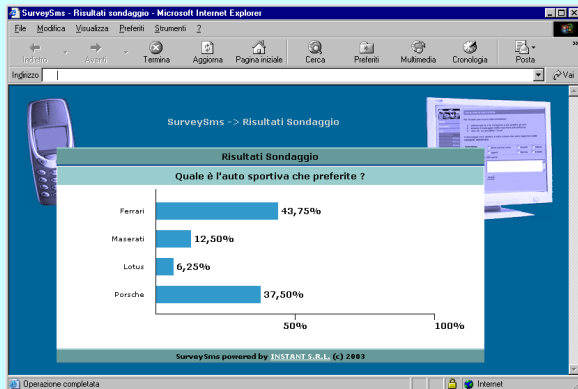 SurveySms - Risultati sondaggio - Microsoft Internet Explorer
File Modifica Visualizza Preferiti Strumenti ?
Indietro Avanti Termina Aggiorna Pagina iniziale Cerca Preferiti Multimedia Cronologia Posta »
Indirizzo Vai
SurveySms -> Risultati Sondaggio
Risultati Sondaggio
Quale è l'auto sportiva che preferite ?
Ferrari 43,75%
Maserati 12,50%
Lotus 6,25%
Porsche 37,50%
50% 100%
SurveySms powered by INSTANT S.R.L. (c) 2003
Operazione completata Internet